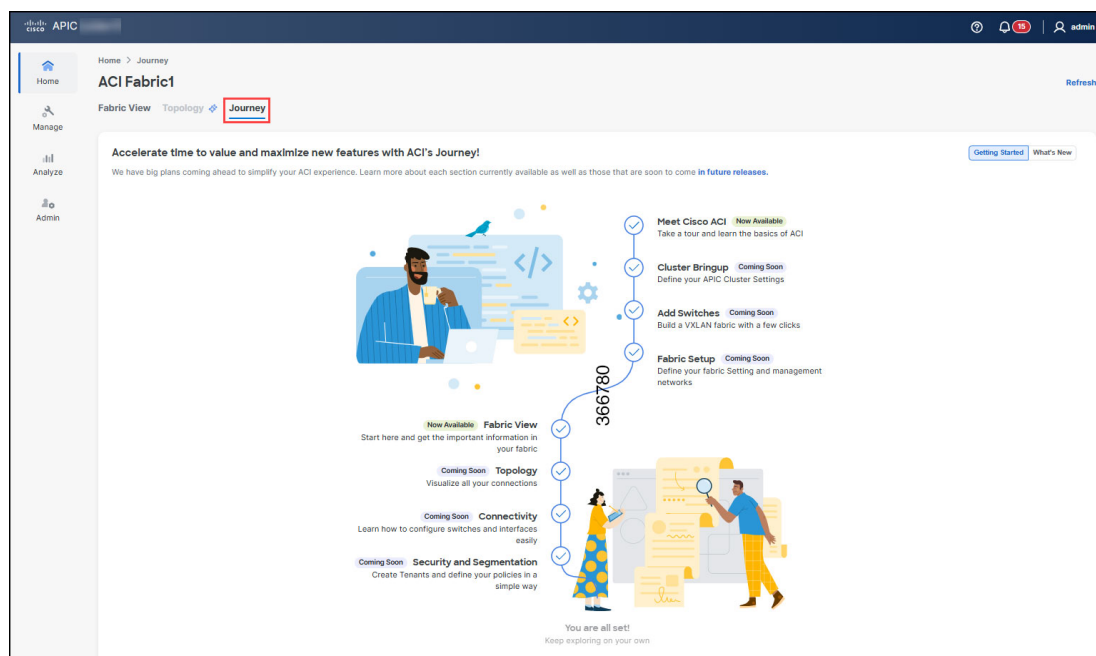 cisco APIC
15
admin
Home
Manage
Analyze
Admin
Home > Journey
ACI Fabric1
Refresh
Fabric View Topology Journey
Accelerate time to value and maximize new features with ACI's Journey!
Getting Started What's New
We have big plans coming ahead to simplify your ACI experience. Learn more about each section currently available as well as those that are soon to come in future releases.
Meet Cisco ACI Now Available
Take a tour and learn the basics of ACI
Cluster Bringup Coming Soon
Define your APIC Cluster Settings
Add Switches Coming Soon
Build a VXLAN fabric with a few clicks
Fabric Setup Coming Soon
Define your fabric Setting and management
networks
366780
Now Available Fabric View
Start here and get the important information in
your fabric
Coming Soon Topology
Visualize all your connections
Coming Soon Connectivity
Learn how to configure switches and interfaces
easily
Coming Soon Security and Segmentation
Create Tenants and define your policies in a
simple way
You are all set!
Keep exploring on your own